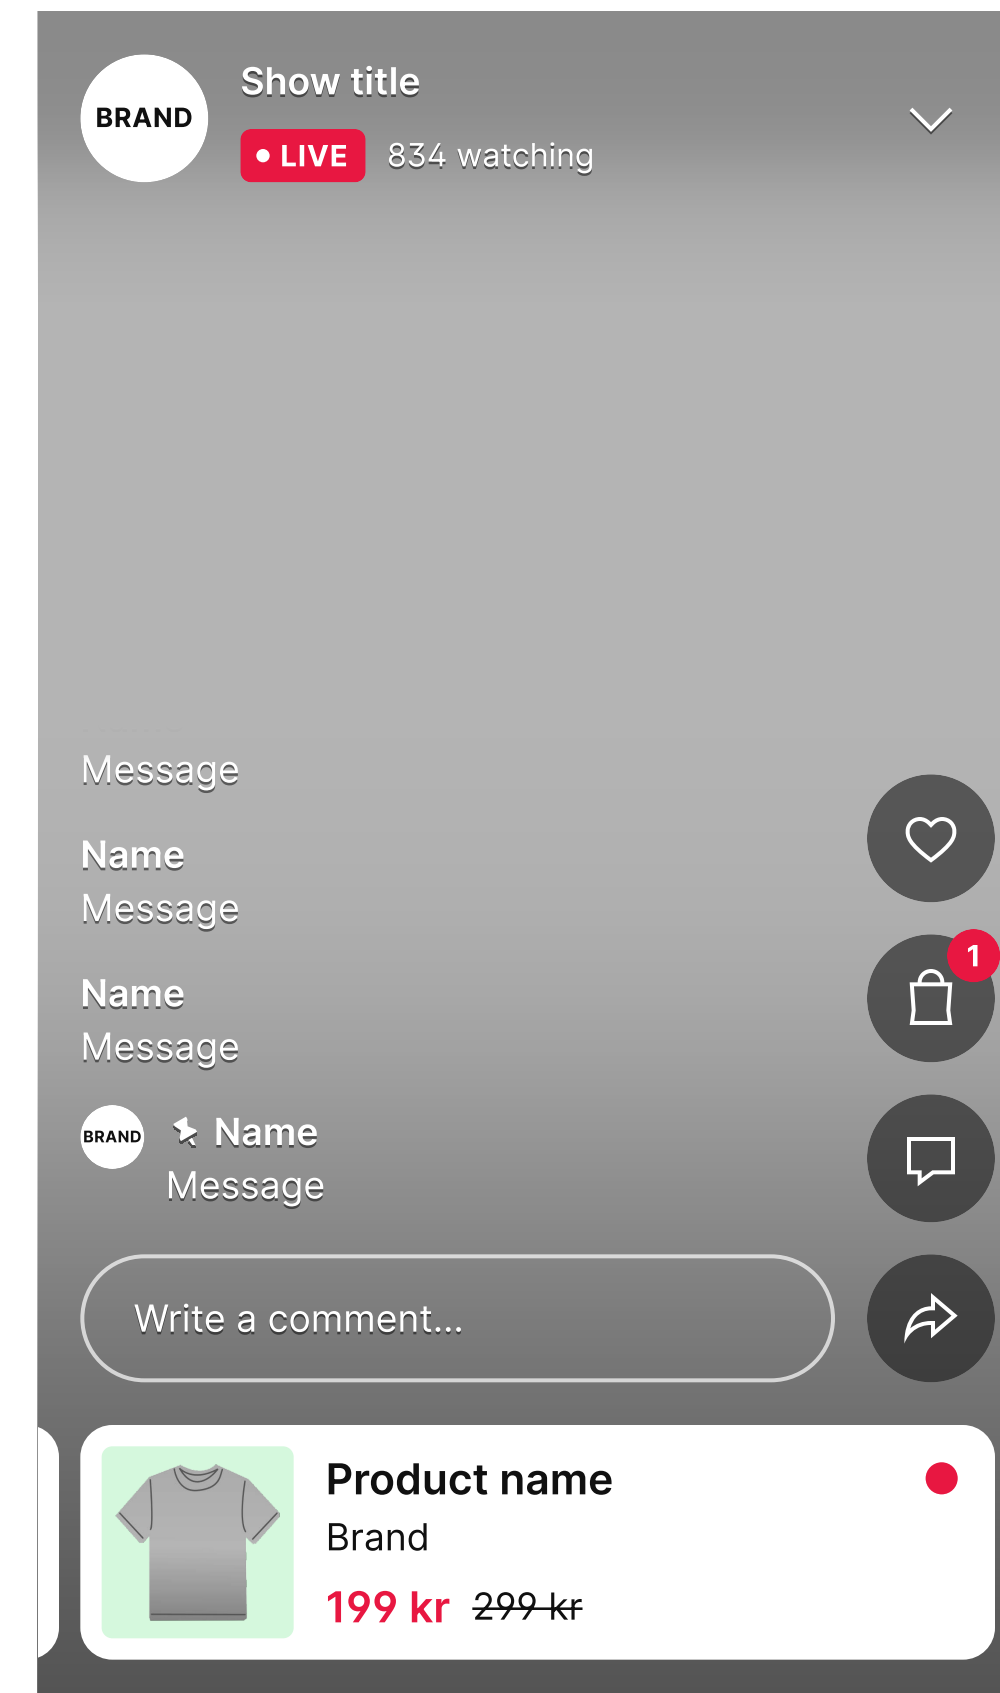 BRAND
Show title
LIVE
834 watching
Message
Name
Message
Name
Message
1
BRAND
Name
Message
Write a comment...
Product name
Brand
199 kr 299 kr